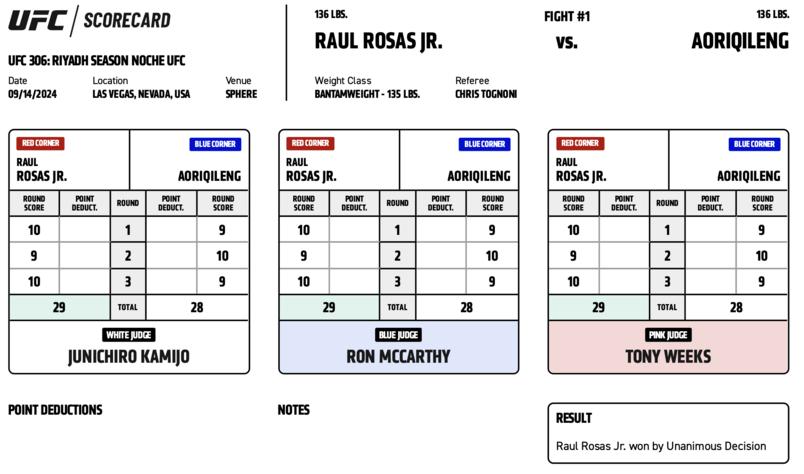 UFC SCORECARD
UFC 306: RIYADH SEASON NOCHE UFC
Date Location Venue
09/14/2024 LAS VEGAS, NEVADA, USA SPHERE
136 LBS. FIGHT #1 136 LBS.
RAUL ROSAS JR. VS. AORIQILENG
Weight Class Referee
BANTAMWEIGHT - 135 LBS. CHRIS TOGNONI
RED CORNER BLUE CORNER
RAUL
ROSAS JR. AORIQILENG
ROUND SCORE POINT DEDUCT. ROUND POINT DEDUCT. ROUND SCORE
10 1 9
9 2 10
10 3 9
29 TOTAL 28
WHITE JUDGE
JUNICHIRO KAMIJO
RED CORNER BLUE CORNER
RAUL
ROSAS JR. AORIQILENG
ROUND SCORE POINT DEDUCT. ROUND POINT DEDUCT. ROUND SCORE
10 1 9
9 2 10
10 3 9
29 TOTAL 28
BLUE JUDGE
RON MCCARTHY
RED CORNER BLUE CORNER
RAUL
ROSAS JR. AORIQILENG
ROUND SCORE POINT DEDUCT. ROUND POINT DEDUCT. ROUND SCORE
10 1 9
9 2 10
10 3 9
29 TOTAL 28
PINK JUDGE
TONY WEEKS
POINT DEDUCTIONS
NOTES
RESULT
Raul Rosas Jr. won by Unanimous Decision